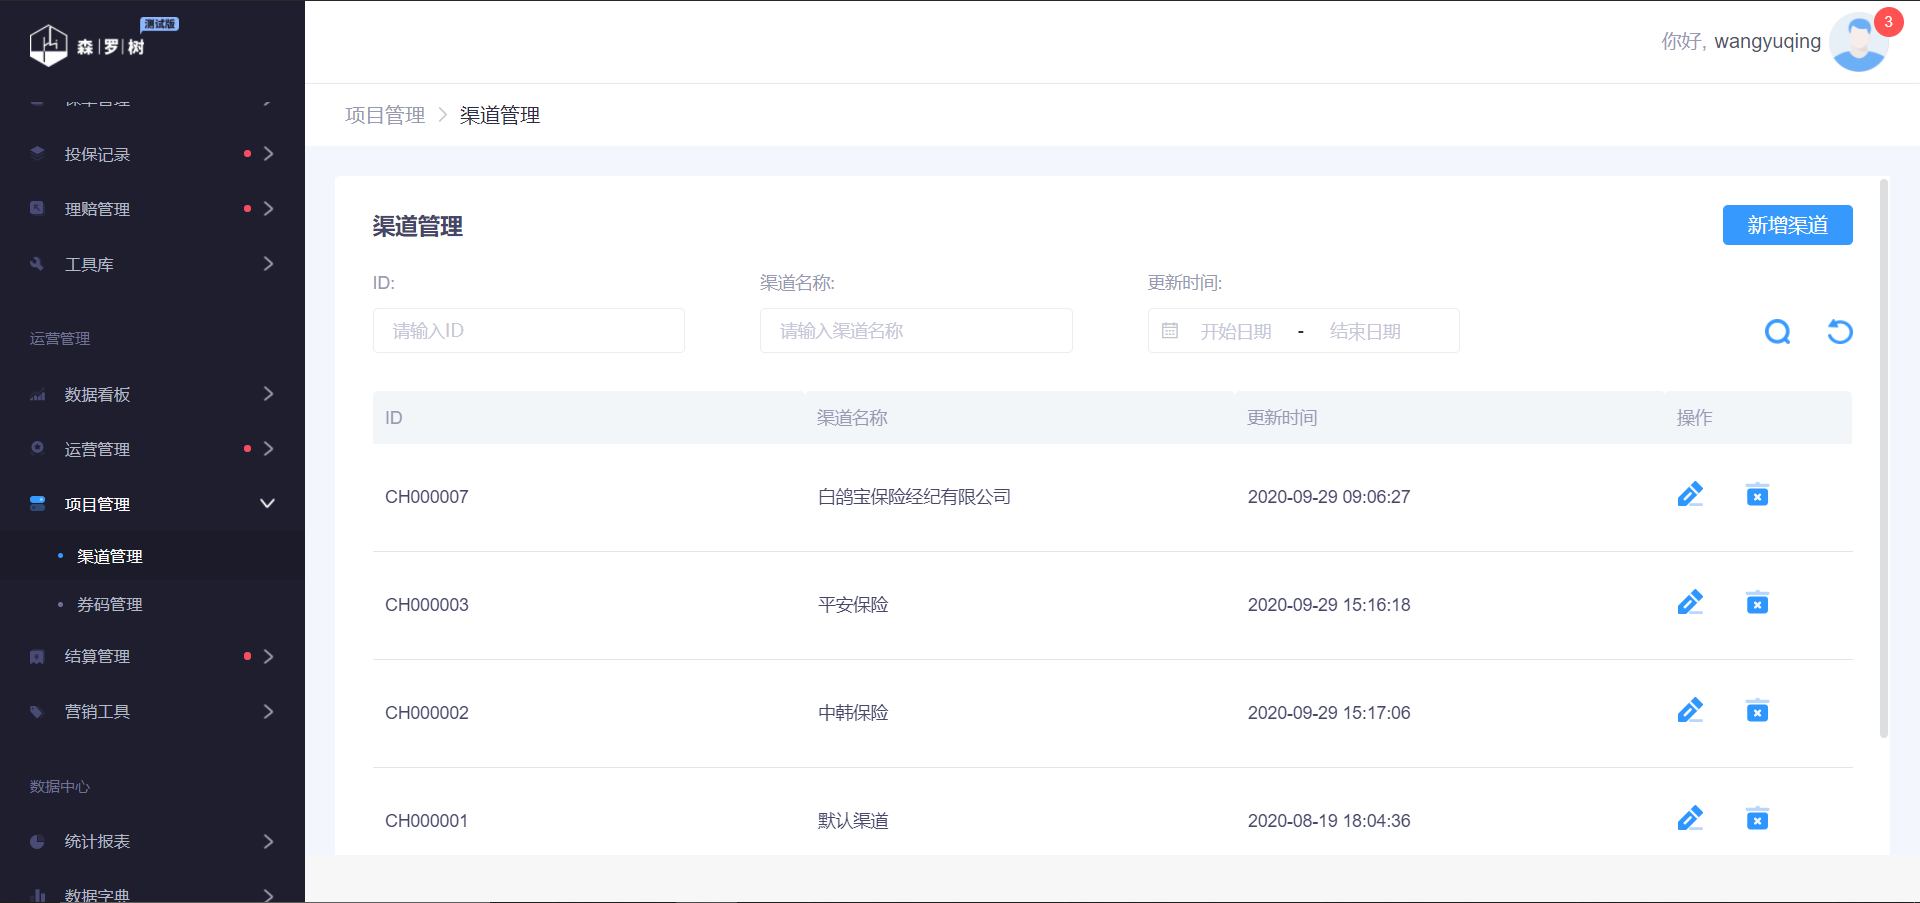 测试版
森|罗|树
保单管理
投保记录
理赔管理
工具库
运营管理
数据看板
运营管理
项目管理
渠道管理
券码管理
结算管理
营销工具
数据中心
统计报表
数据字典
你好, wangyuqing
3
项目管理 > 渠道管理
渠道管理
新增渠道
ID: 渠道名称: 更新时间:
请输入ID 请输入渠道名称 开始日期 - 结束日期
ID 渠道名称 更新时间 操作
CH000007 白鸽宝保险经纪有限公司 2020-09-29 09:06:27
CH000003 平安保险 2020-09-29 15:16:18
CH000002 中韩保险 2020-09-29 15:17:06
CH000001 默认渠道 2020-08-19 18:04:36